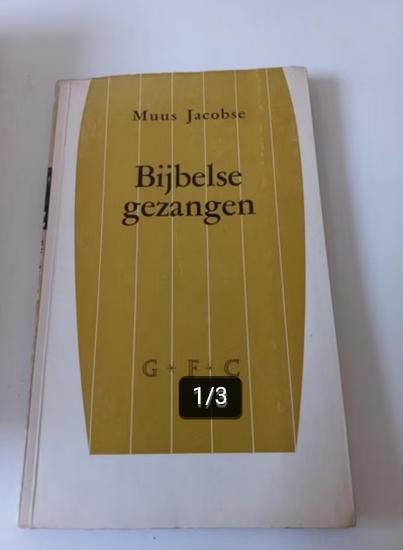 Muus Jacobse
Bijbelse
gezangen
G * F * C
1/3